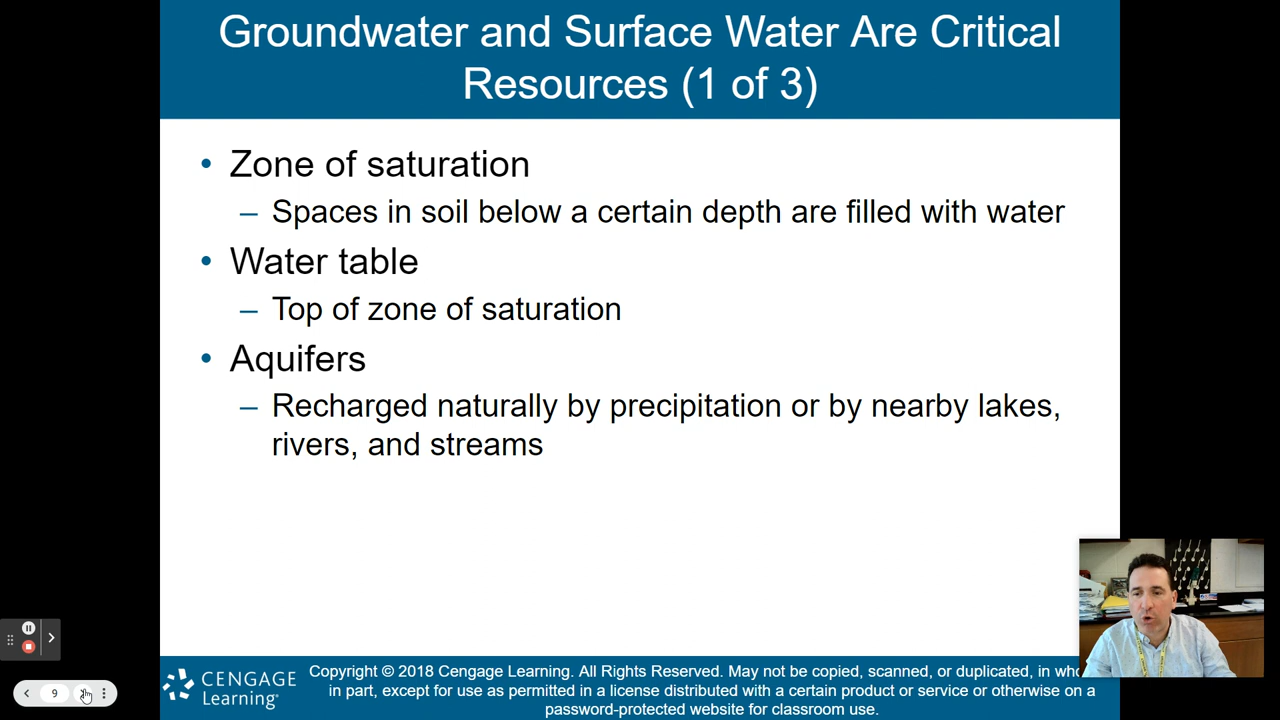 Groundwater and Surface Water Are Critical
Resources (1 of 3)
• Zone of saturation
– Spaces in soil below a certain depth are filled with water
• Water table
– Top of zone of saturation
• Aquifers
– Recharged naturally by precipitation or by nearby lakes,
rivers, and streams
9
CENGAGE
Learning®
Copyright © 2018 Cengage Learning. All Rights Reserved. May not be copied, scanned, or duplicated, in
in part, except for use as permitted in a license distributed with a certain product or service or otherwise on a
password-protected website for classroom use.